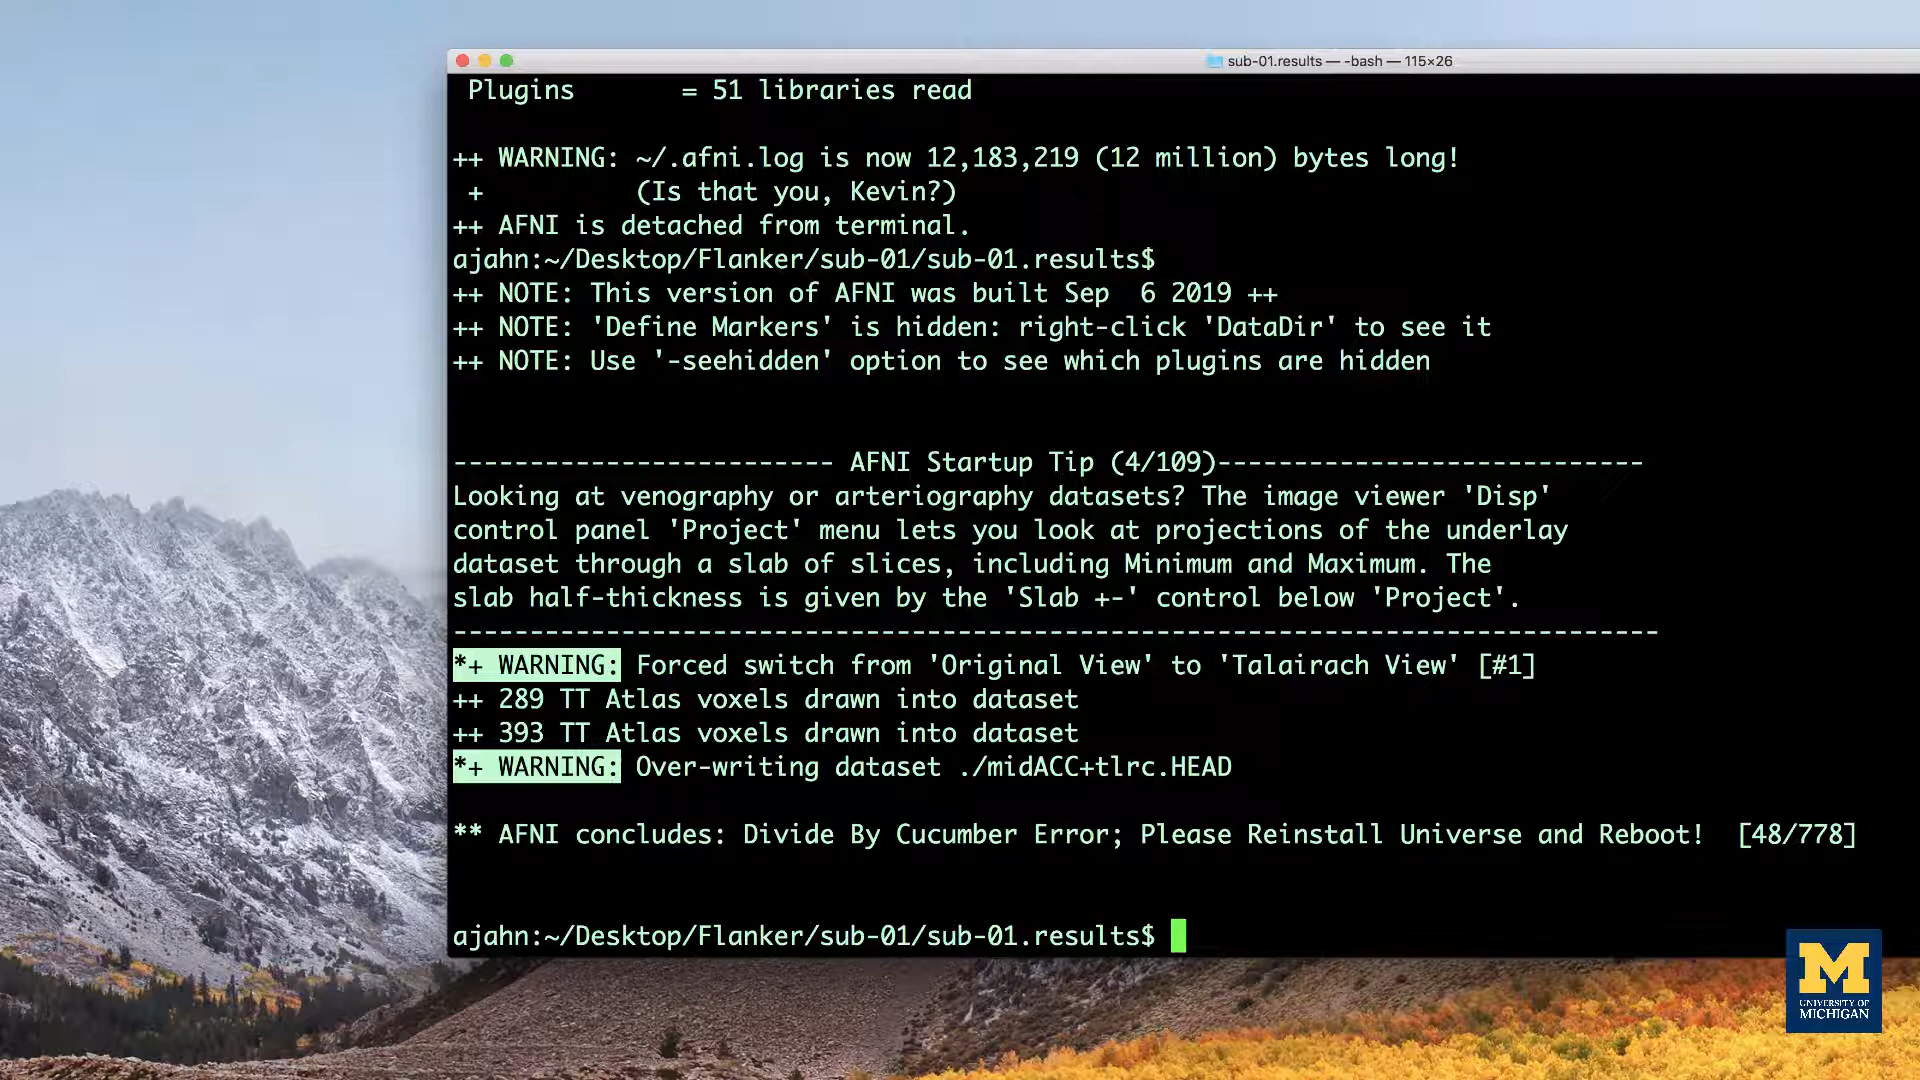 sub-01.results — -bash — 115×26
Plugins       = 51 libraries read
++ WARNING: ~/.afni.log is now 12,183,219 (12 million) bytes long!
+          (Is that you, Kevin?)
++ AFNI is detached from terminal.
ajahn:~/Desktop/Flanker/sub-01/sub-01.results$
++ NOTE: This version of AFNI was built Sep  6 2019 ++
++ NOTE: 'Define Markers' is hidden: right-click 'DataDir' to see it
++ NOTE: Use '-seehidden' option to see which plugins are hidden
------------------------- AFNI Startup Tip (4/109)----------------------------
Looking at venography or arteriography datasets? The image viewer 'Disp'
control panel 'Project' menu lets you look at projections of the underlay
dataset through a slab of slices, including Minimum and Maximum. The
slab half-thickness is given by the 'Slab +-' control below 'Project'.
-------------------------------------------------------------------------------
*+ WARNING: Forced switch from 'Original View' to 'Talairach View' [#1]
++ 289 TT Atlas voxels drawn into dataset
++ 393 TT Atlas voxels drawn into dataset
*+ WARNING: Over-writing dataset ./midACC+tlrc.HEAD
** AFNI concludes: Divide By Cucumber Error; Please Reinstall Universe and Reboot!  [48/778]
ajahn:~/Desktop/Flanker/sub-01/sub-01.results$
M
UNIVERSITY OF
MICHIGAN